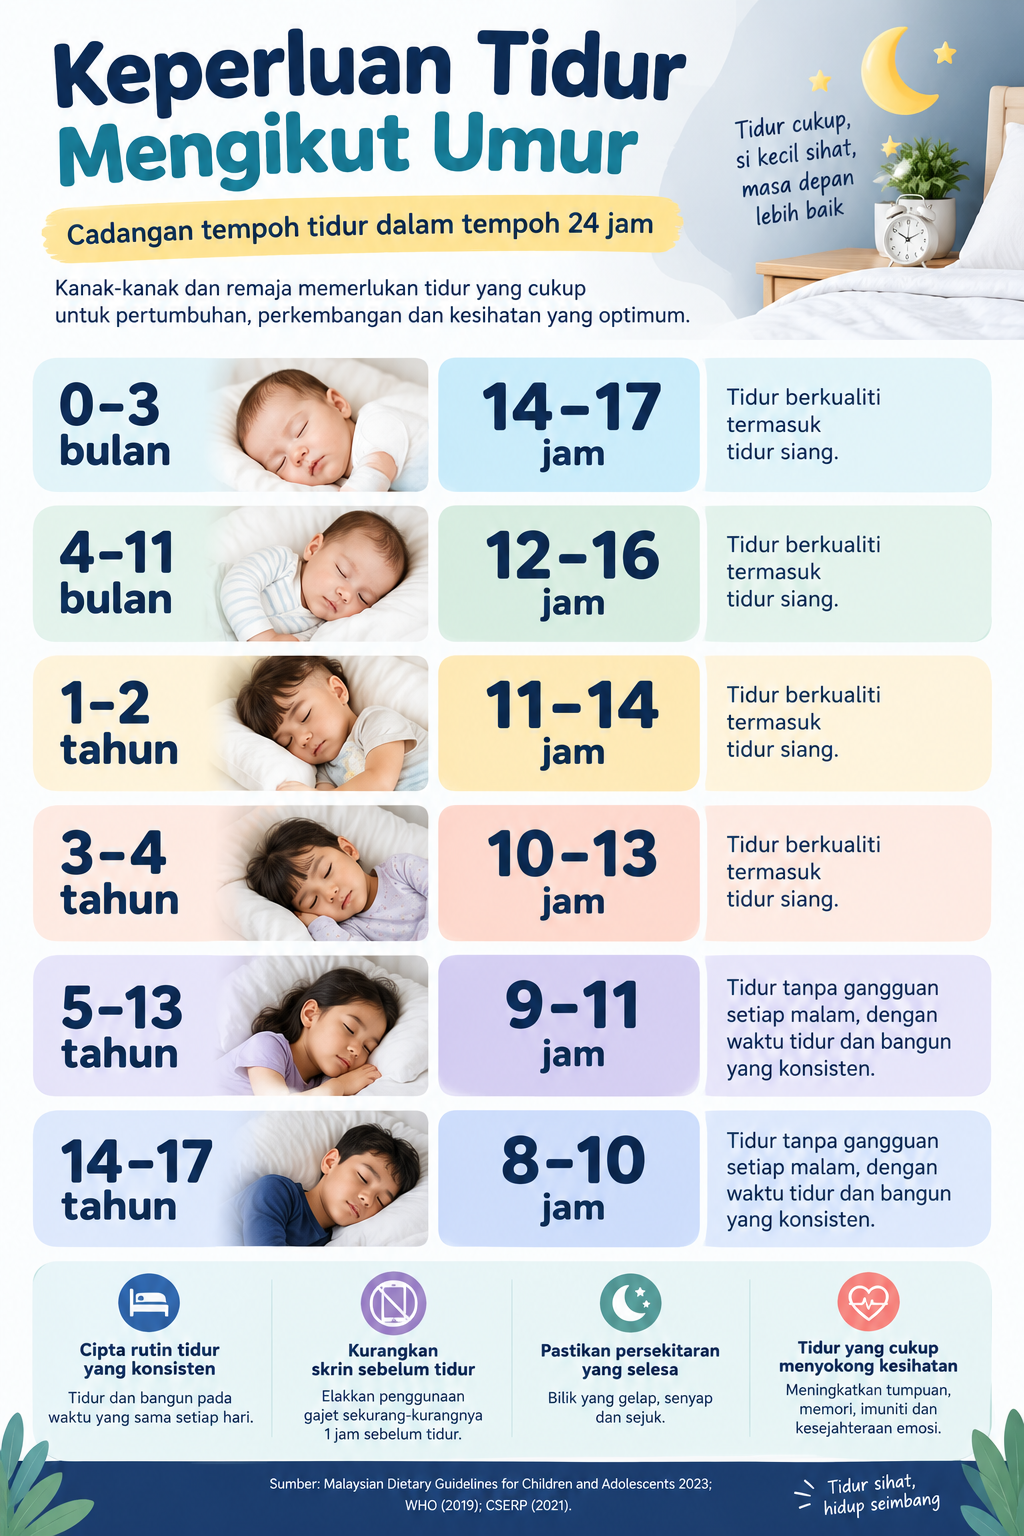 Keperluan Tidur
Mengikut Umur
Cadangan tempoh tidur dalam tempoh 24 jam
Kanak-kanak dan remaja memerlukan tidur yang cukup
untuk pertumbuhan, perkembangan dan kesihatan yang optimum.
Tidur cukup,
si kecil sihat,
masa depan
lebih baik
0-3
bulan
14-17
jam
Tidur berkualiti
termasuk
tidur siang.
4-11
bulan
12-16
jam
Tidur berkualiti
termasuk
tidur siang.
1-2
tahun
11-14
jam
Tidur berkualiti
termasuk
tidur siang.
3-4
tahun
10-13
jam
Tidur berkualiti
termasuk
tidur siang.
5-13
tahun
9-11
jam
Tidur tanpa gangguan
setiap malam, dengan
waktu tidur dan bangun
yang konsisten.
14-17
tahun
8-10
jam
Tidur tanpa gangguan
setiap malam, dengan
waktu tidur dan bangun
yang konsisten.
Cipta rutin tidur
yang konsisten
Tidur dan bangun pada
waktu yang sama setiap hari.
Kurangkan
skrin sebelum tidur
Elakkan penggunaan
gajet sekurang-kurangnya
1 jam sebelum tidur.
Pastikan persekitaran
yang selesa
Bilik yang gelap, senyap
dan sejuk.
Tidur yang cukup
menyokong kesihatan
Meningkatkan tumpuan,
memori, imuniti dan
kesejahteraan emosi.
Sumber: Malaysian Dietary Guidelines for Children and Adolescents 2023;
WHO (2019); CSERP (2021).
Tidur sihat,
hidup seimbang